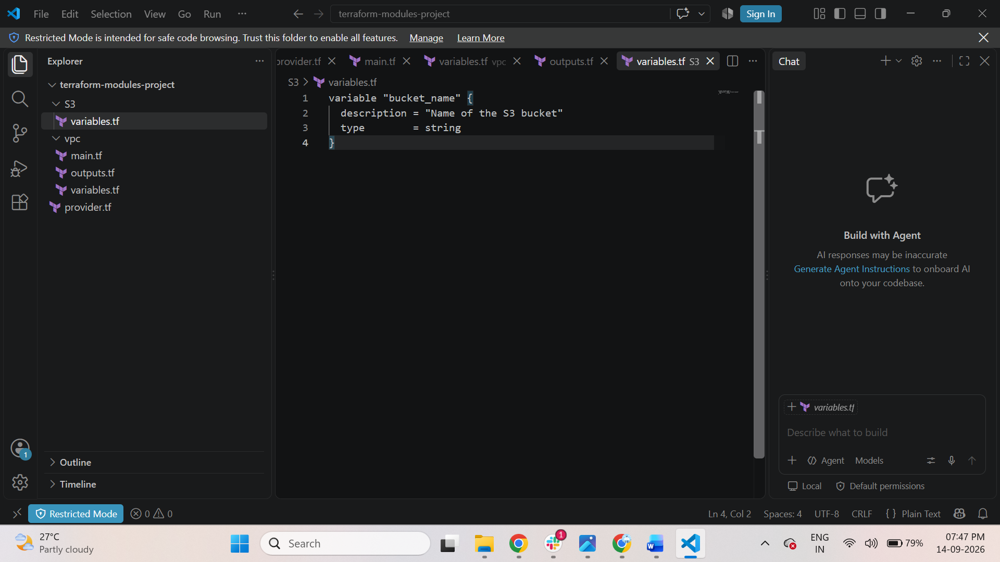 File Edit Selection View Go Run ···
terraform-modules-project
Sign In
Restricted Mode is intended for safe code browsing. Trust this folder to enable all features. Manage Learn More
Explorer
terraform-modules-project
S3
variables.tf
vpc
main.tf
outputs.tf
variables.tf
provider.tf
Outline
Timeline
provider.tf main.tf variables.tf vpc outputs.tf variables.tf S3
S3 > variables.tf
1 variable "bucket_name" {
2 description = "Name of the S3 bucket"
3 type = string
4 }
Chat
Build with Agent
AI responses may be inaccurate
Generate Agent Instructions to onboard AI
onto your codebase.
variables.tf
Describe what to build
Agent Models
Local Default permissions
1
Restricted Mode 0 0
Ln 4, Col 2 Spaces: 4 UTF-8 CRLF { } Plain Text
27°C
Partly cloudy
Search
1
ENG
IN
79%
07:47 PM
14-09-2026